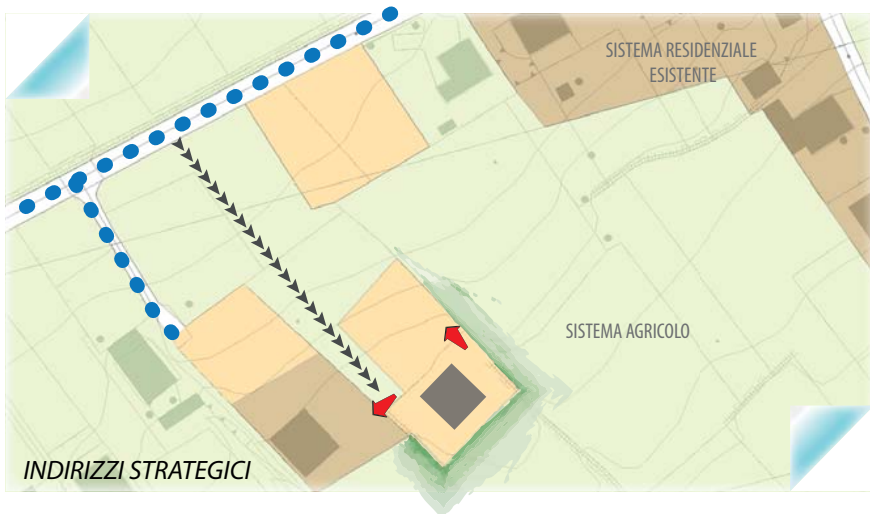 SISTEMA RESIDENZIALE
ESISTENTE
SISTEMA AGRICOLO
INDIRIZZI STRATEGICI